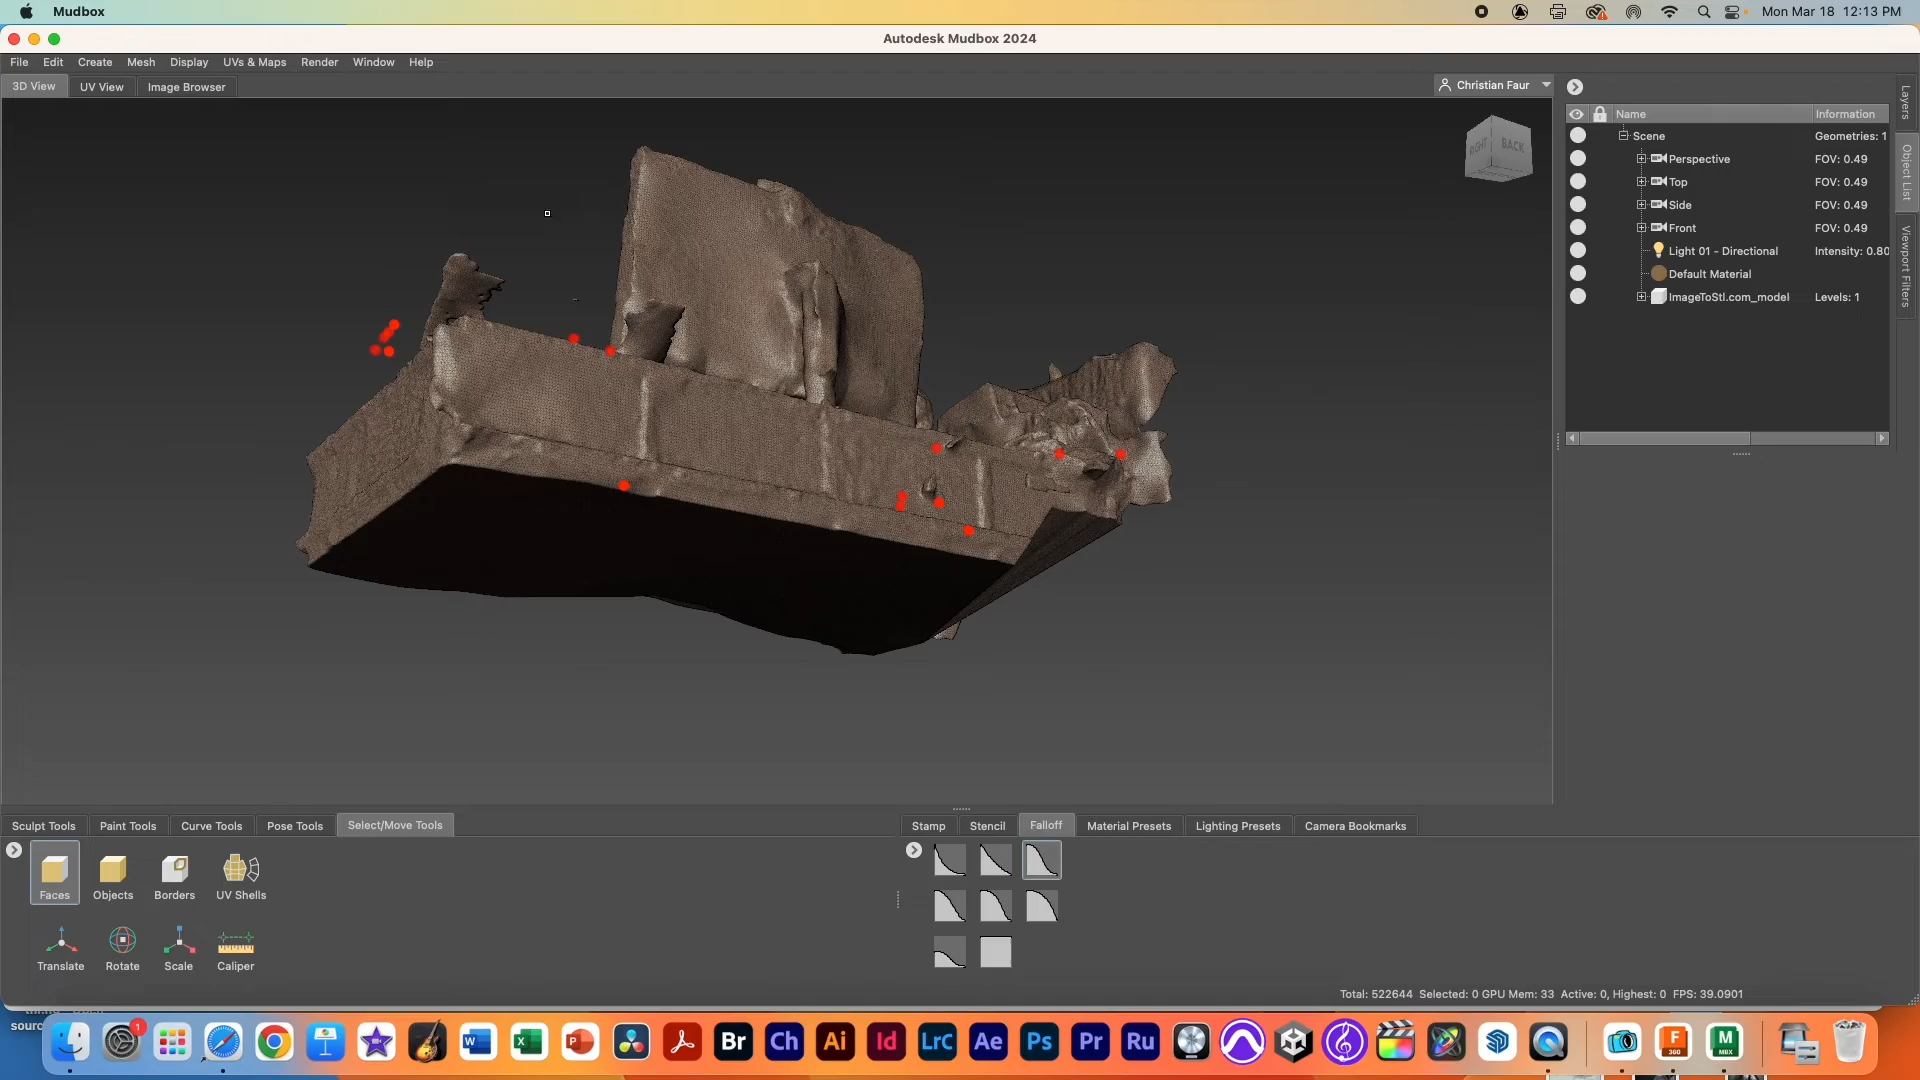 Mudbox
Mon Mar 18 12:13 PM
Autodesk Mudbox 2024
File Edit Create Mesh Display UVs & Maps Render Window Help
3D View UV View Image Browser
Christian Faur
RIGHT BACK
Name Information
Scene Geometries: 1
Perspective FOV: 0.49
Top FOV: 0.49
Side FOV: 0.49
Front FOV: 0.49
Light 01 - Directional Intensity: 0.80
Default Material
ImageToStl.com_model Levels: 1
Layers
Object List
Viewport Filters
Sculpt Tools Paint Tools Curve Tools Pose Tools Select/Move Tools
Faces Objects Borders UV Shells
Translate Rotate Scale Caliper
Stamp Stencil Falloff Material Presets Lighting Presets Camera Bookmarks
Total: 522644 Selected: 0 GPU Mem: 33 Active: 0, Highest: 0 FPS: 39.0901
sourc
1
W X P Br Ch Ai Id LrC Ae Ps Pr Ru
F
360
M
MBX